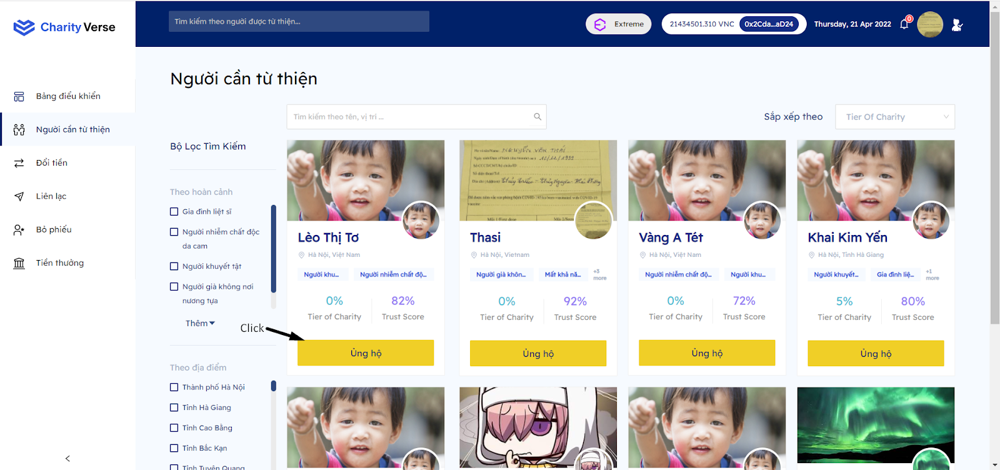 Charity Verse
Tìm kiếm theo người được từ thiện...
Extreme
21434501.310 VNC
0x2Cda...aD24
Thursday, 21 Apr 2022
0
Bảng điều khiển
Người cần từ thiện
Đổi tiền
Liên lạc
Bỏ phiếu
Tiền thưởng
Người cần từ thiện
Tìm kiếm theo tên, vị trí ...
Sắp xếp theo
Tier Of Charity
Bộ Lọc Tìm Kiếm
Theo hoàn cảnh
Gia đình liệt sĩ
Người nhiễm chất độc
da cam
Người khuyết tật
Người già không nơi
nương tựa
Thêm
Click
Theo địa điểm
Thành phố Hà Nội
Tỉnh Hà Giang
Tỉnh Cao Bằng
Tỉnh Bắc Kạn
Tỉnh Tuyên Quang
Lèo Thị Tơ
Hà Nội, Việt Nam
Người khu...
Người nhiễm chất độ...
0%
82%
Tier of Charity
Trust Score
Ủng hộ
NGUYỄN VĂN THÁI
10/12/1999
Thasi
Hà Nội, Vietnam
Người già khôn...
Mất khả nă...
+3
more
0%
92%
Tier of Charity
Trust Score
Ủng hộ
Vàng A Tét
Hà Nội, Việt Nam
Người nhiễm chất độ...
Người khu...
0%
72%
Tier of Charity
Trust Score
Ủng hộ
Khai Kim Yến
Hà Nội, Tỉnh Hà Giang
Người khuyết...
Gia đình liệ...
+1
more
5%
80%
Tier of Charity
Trust Score
Ủng hộ